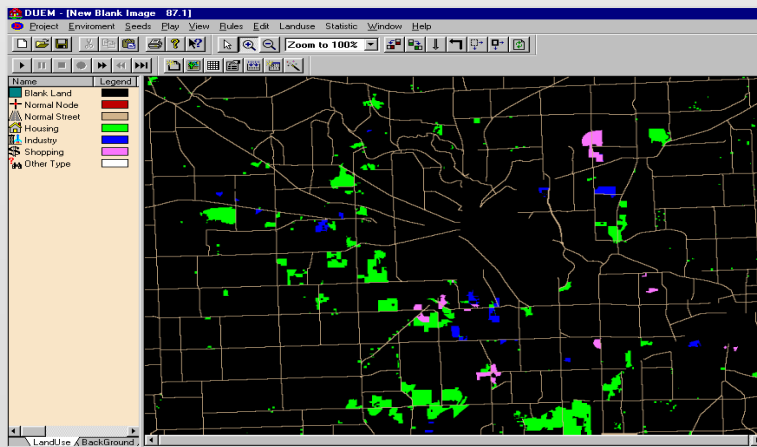 DUEM - [New Blank Image 87.1]
Project Enviroment Seeds Play View Rules Edit Landuse Statistic Window Help
Zoom to 100%
Name Legend
Blank Land
Normal Node
Normal Street
Housing
Industry
Shopping
Other Type
LandUse BackGround